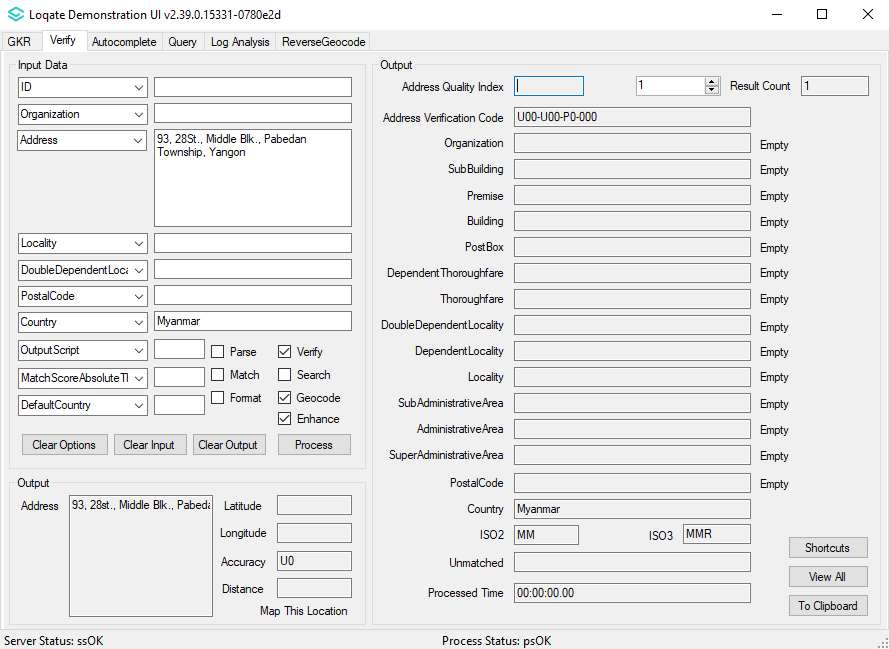 Loqate Demonstration UI v2.39.0.15331-0780e2d
GKR Verify Autocomplete Query Log Analysis ReverseGeocode
Input Data
ID
Organization
Address
93, 28St., Middle Blk., Pabedan
Township, Yangon
Locality
DoubleDependentLoca
PostalCode
Country
Myanmar
OutputScript
Parse
Verify
MatchScoreAbsoluteTh
Match
Search
DefaultCountry
Format
Geocode
Enhance
Clear Options
Clear Input
Clear Output
Process
Output
Address
93, 28st., Middle Blk., Pabeda
Latitude
Longitude
Accuracy
U0
Distance
Map This Location
Output
Address Quality Index
1
Result Count
1
Address Verification Code
U00-U00-P0-000
Organization
Empty
SubBuilding
Empty
Premise
Empty
Building
Empty
PostBox
Empty
DependentThoroughfare
Empty
Thoroughfare
Empty
DoubleDependentLocality
Empty
DependentLocality
Empty
Locality
Empty
SubAdministrativeArea
Empty
AdministrativeArea
Empty
SuperAdministrativeArea
Empty
PostalCode
Empty
Country
Myanmar
ISO2
MM
ISO3
MMR
Unmatched
Processed Time
00:00:00.00
Shortcuts
View All
To Clipboard
Server Status: ssOK
Process Status: psOK